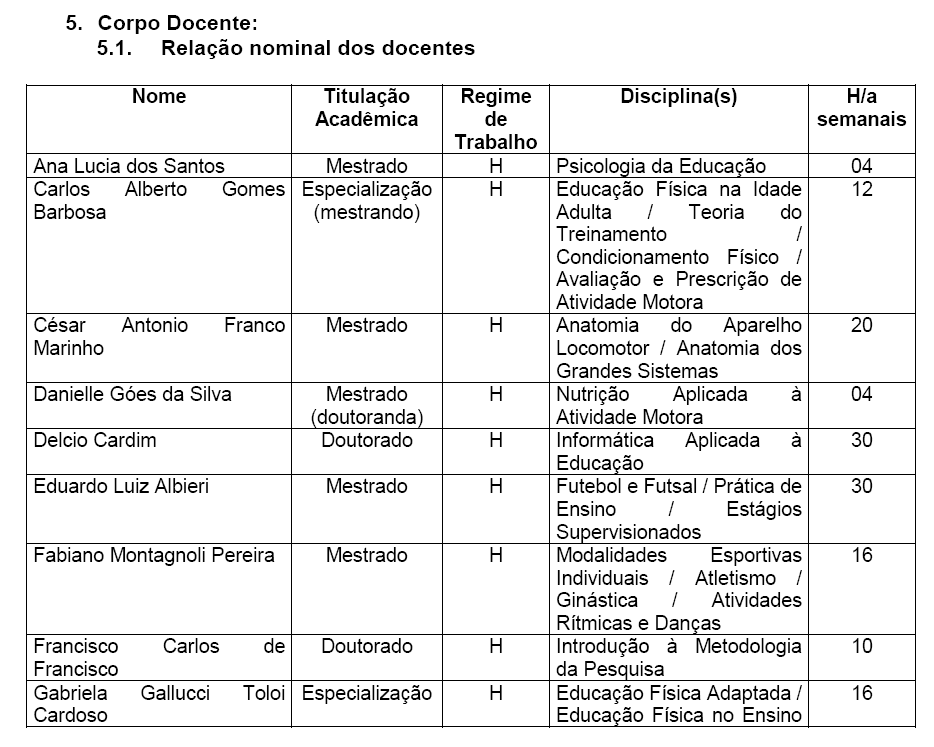 5. Corpo Docente:
5.1. Relação nominal dos docentes
Nome Titulação Acadêmica Regime de Trabalho Disciplina(s) H/a semanais
Ana Lucia dos Santos Mestrado H Psicologia da Educação 04
Carlos Alberto Gomes Especialização H Educação Física na Idade 12
Barbosa (mestrando) Adulta / Teoria do
Treinamento /
Condicionamento Físico /
Avaliação e Prescrição de
Atividade Motora
César Antonio Franco Mestrado H Anatomia do Aparelho 20
Marinho Locomotor / Anatomia dos
Grandes Sistemas
Danielle Góes da Silva Mestrado H Nutrição Aplicada à 04
(doutoranda) Atividade Motora
Delcio Cardim Doutorado H Informática Aplicada à 30
Educação
Eduardo Luiz Albieri Mestrado H Futebol e Futsal / Prática de 30
Ensino / Estágios
Supervisionados
Fabiano Montagnoli Pereira Mestrado H Modalidades Esportivas 16
Individuais / Atletismo /
Ginástica / Atividades
Rítmicas e Danças
Francisco Carlos de Doutorado H Introdução à Metodologia 10
Francisco da Pesquisa
Gabriela Gallucci Toloi Especialização H Educação Física Adaptada / 16
Cardoso Educação Física no Ensino